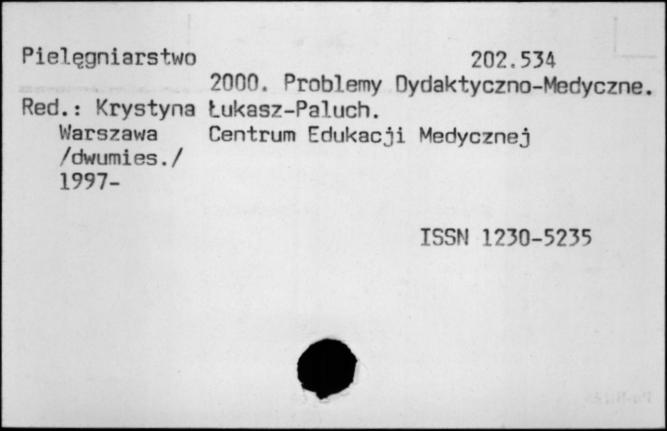 Pielęgniarstwo 202.534
2000. Problemy Dydaktyczno-Medyczne.
Red.: Krystyna Łukasz-Paluch.
Warszawa Centrum Edukacji Medycznej
/dwumies./
1997-
ISSN 1230-5235